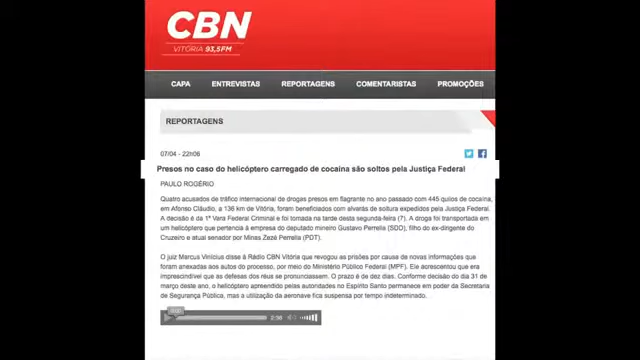 CBN
VITÓRIA 93,5FM
CAPA ENTREVISTAS REPORTAGENS COMENTARISTAS PROMOÇÕES
REPORTAGENS
07/04 - 22h06
Presos no caso do helicóptero carregado de cocaína são soltos pela Justiça Federal
PAULO ROGÉRIO
Quatro acusados de tráfico internacional de drogas presos em flagrante no ano passado com 445 quilos de cocaína,
em Afonso Cláudio, a 136 km de Vitória, foram beneficiados com alvarás de soltura expedidos pela Justiça Federal.
A decisão é da 1ª Vara Federal Criminal e foi tomada na tarde desta segunda-feira (7). A droga foi transportada em
um helicóptero que pertencia à empresa do deputado mineiro Gustavo Perrella (SDD), filho do ex-dirigente do
Cruzeiro e atual senador por Minas Zezé Perrella (PDT).
O juiz Marcus Vinícius disse à Rádio CBN Vitória que revogou as prisões por causa de novas informações que
foram anexadas aos autos do processo, por meio do Ministério Público Federal (MPF). Ele acrescentou que era
imprescindível que as defesas dos réus se pronunciassem. O prazo é de dez dias. Conforme decisão do dia 31 de
março deste ano, o helicóptero apreendido pelas autoridades no Espírito Santo permanece em poder da Secretaria
de Segurança Pública, mas a utilização da aeronave fica suspensa por tempo indeterminado.